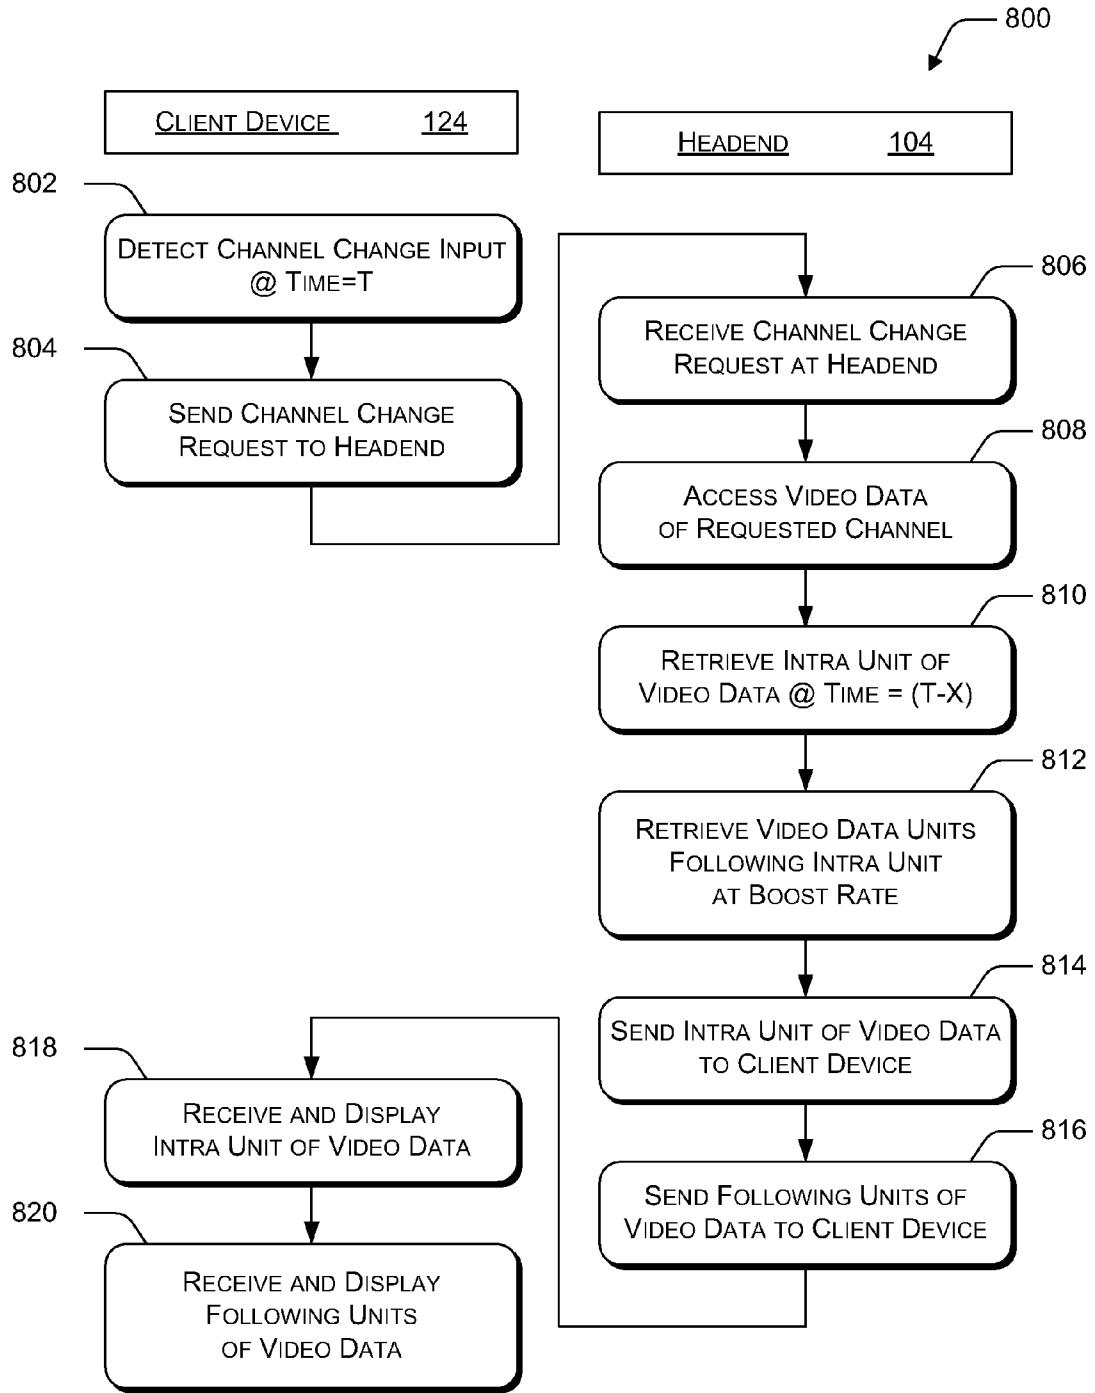 800
CLIENT DEVICE 124
HEADEND 104
802
DETECT CHANNEL CHANGE INPUT
@ TIME=T
804
SEND CHANNEL CHANGE
REQUEST TO HEADEND
806
RECEIVE CHANNEL CHANGE
REQUEST AT HEADEND
808
ACCESS VIDEO DATA
OF REQUESTED CHANNEL
810
RETRIEVE INTRA UNIT OF
VIDEO DATA @ TIME = (T-X)
812
RETRIEVE VIDEO DATA UNITS
FOLLOWING INTRA UNIT
AT BOOST RATE
814
SEND INTRA UNIT OF VIDEO DATA
TO CLIENT DEVICE
816
SEND FOLLOWING UNITS OF
VIDEO DATA TO CLIENT DEVICE
818
RECEIVE AND DISPLAY
INTRA UNIT OF VIDEO DATA
820
RECEIVE AND DISPLAY
FOLLOWING UNITS
OF VIDEO DATA